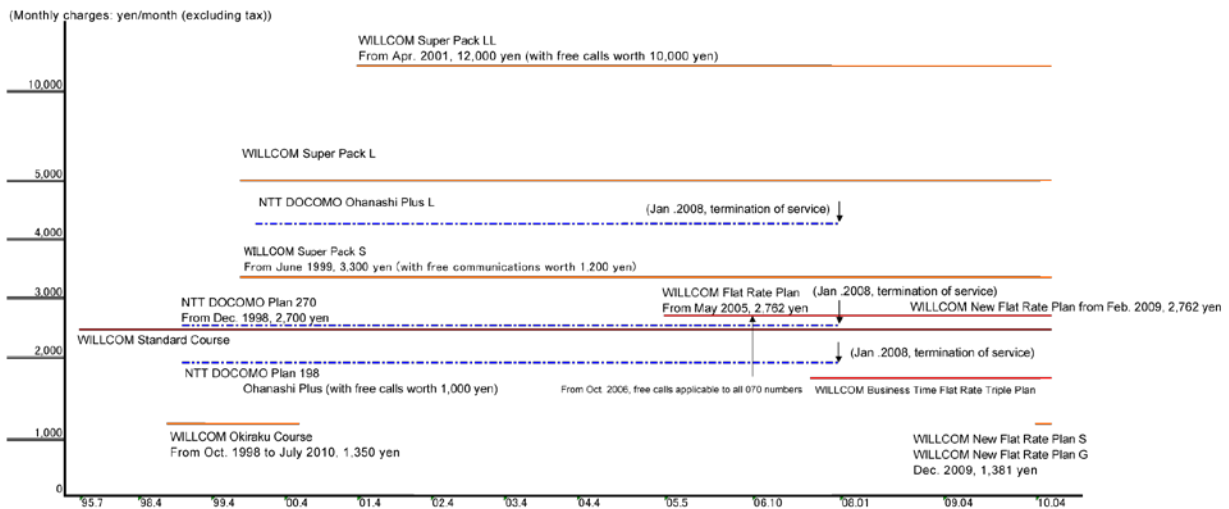 (Monthly charges: yen/month (excluding tax))
WILLCOM Super Pack LL
From Apr. 2001, 12,000 yen (with free calls worth 10,000 yen)
10,000
WILLCOM Super Pack L
5,000
NTT DOCOMO Ohanashi Plus L
(Jan .2008, termination of service)
4,000
WILLCOM Super Pack S
From June 1999, 3,300 yen (with free communications worth 1,200 yen)
3,000
NTT DOCOMO Plan 270
From Dec. 1998, 2,700 yen
WILLCOM Flat Rate Plan
From May 2005, 2,762 yen
(Jan .2008, termination of service)
WILLCOM New Flat Rate Plan from Feb. 2009, 2,762 yen
WILLCOM Standard Course
2,000
(Jan .2008, termination of service)
NTT DOCOMO Plan 198
Ohanashi Plus (with free calls worth 1,000 yen)
From Oct. 2006, free calls applicable to all 070 numbers
WILLCOM Business Time Flat Rate Triple Plan
1,000
WILLCOM Okiraku Course
From Oct. 1998 to July 2010, 1,350 yen
WILLCOM New Flat Rate Plan S
WILLCOM New Flat Rate Plan G
Dec. 2009, 1,381 yen
0
'95.7 '98.4 '99.4 '00.4 '01.4 '02.4 '03.4 '04.4 '05.5 '06.10 '08.01 '09.04 '10.04